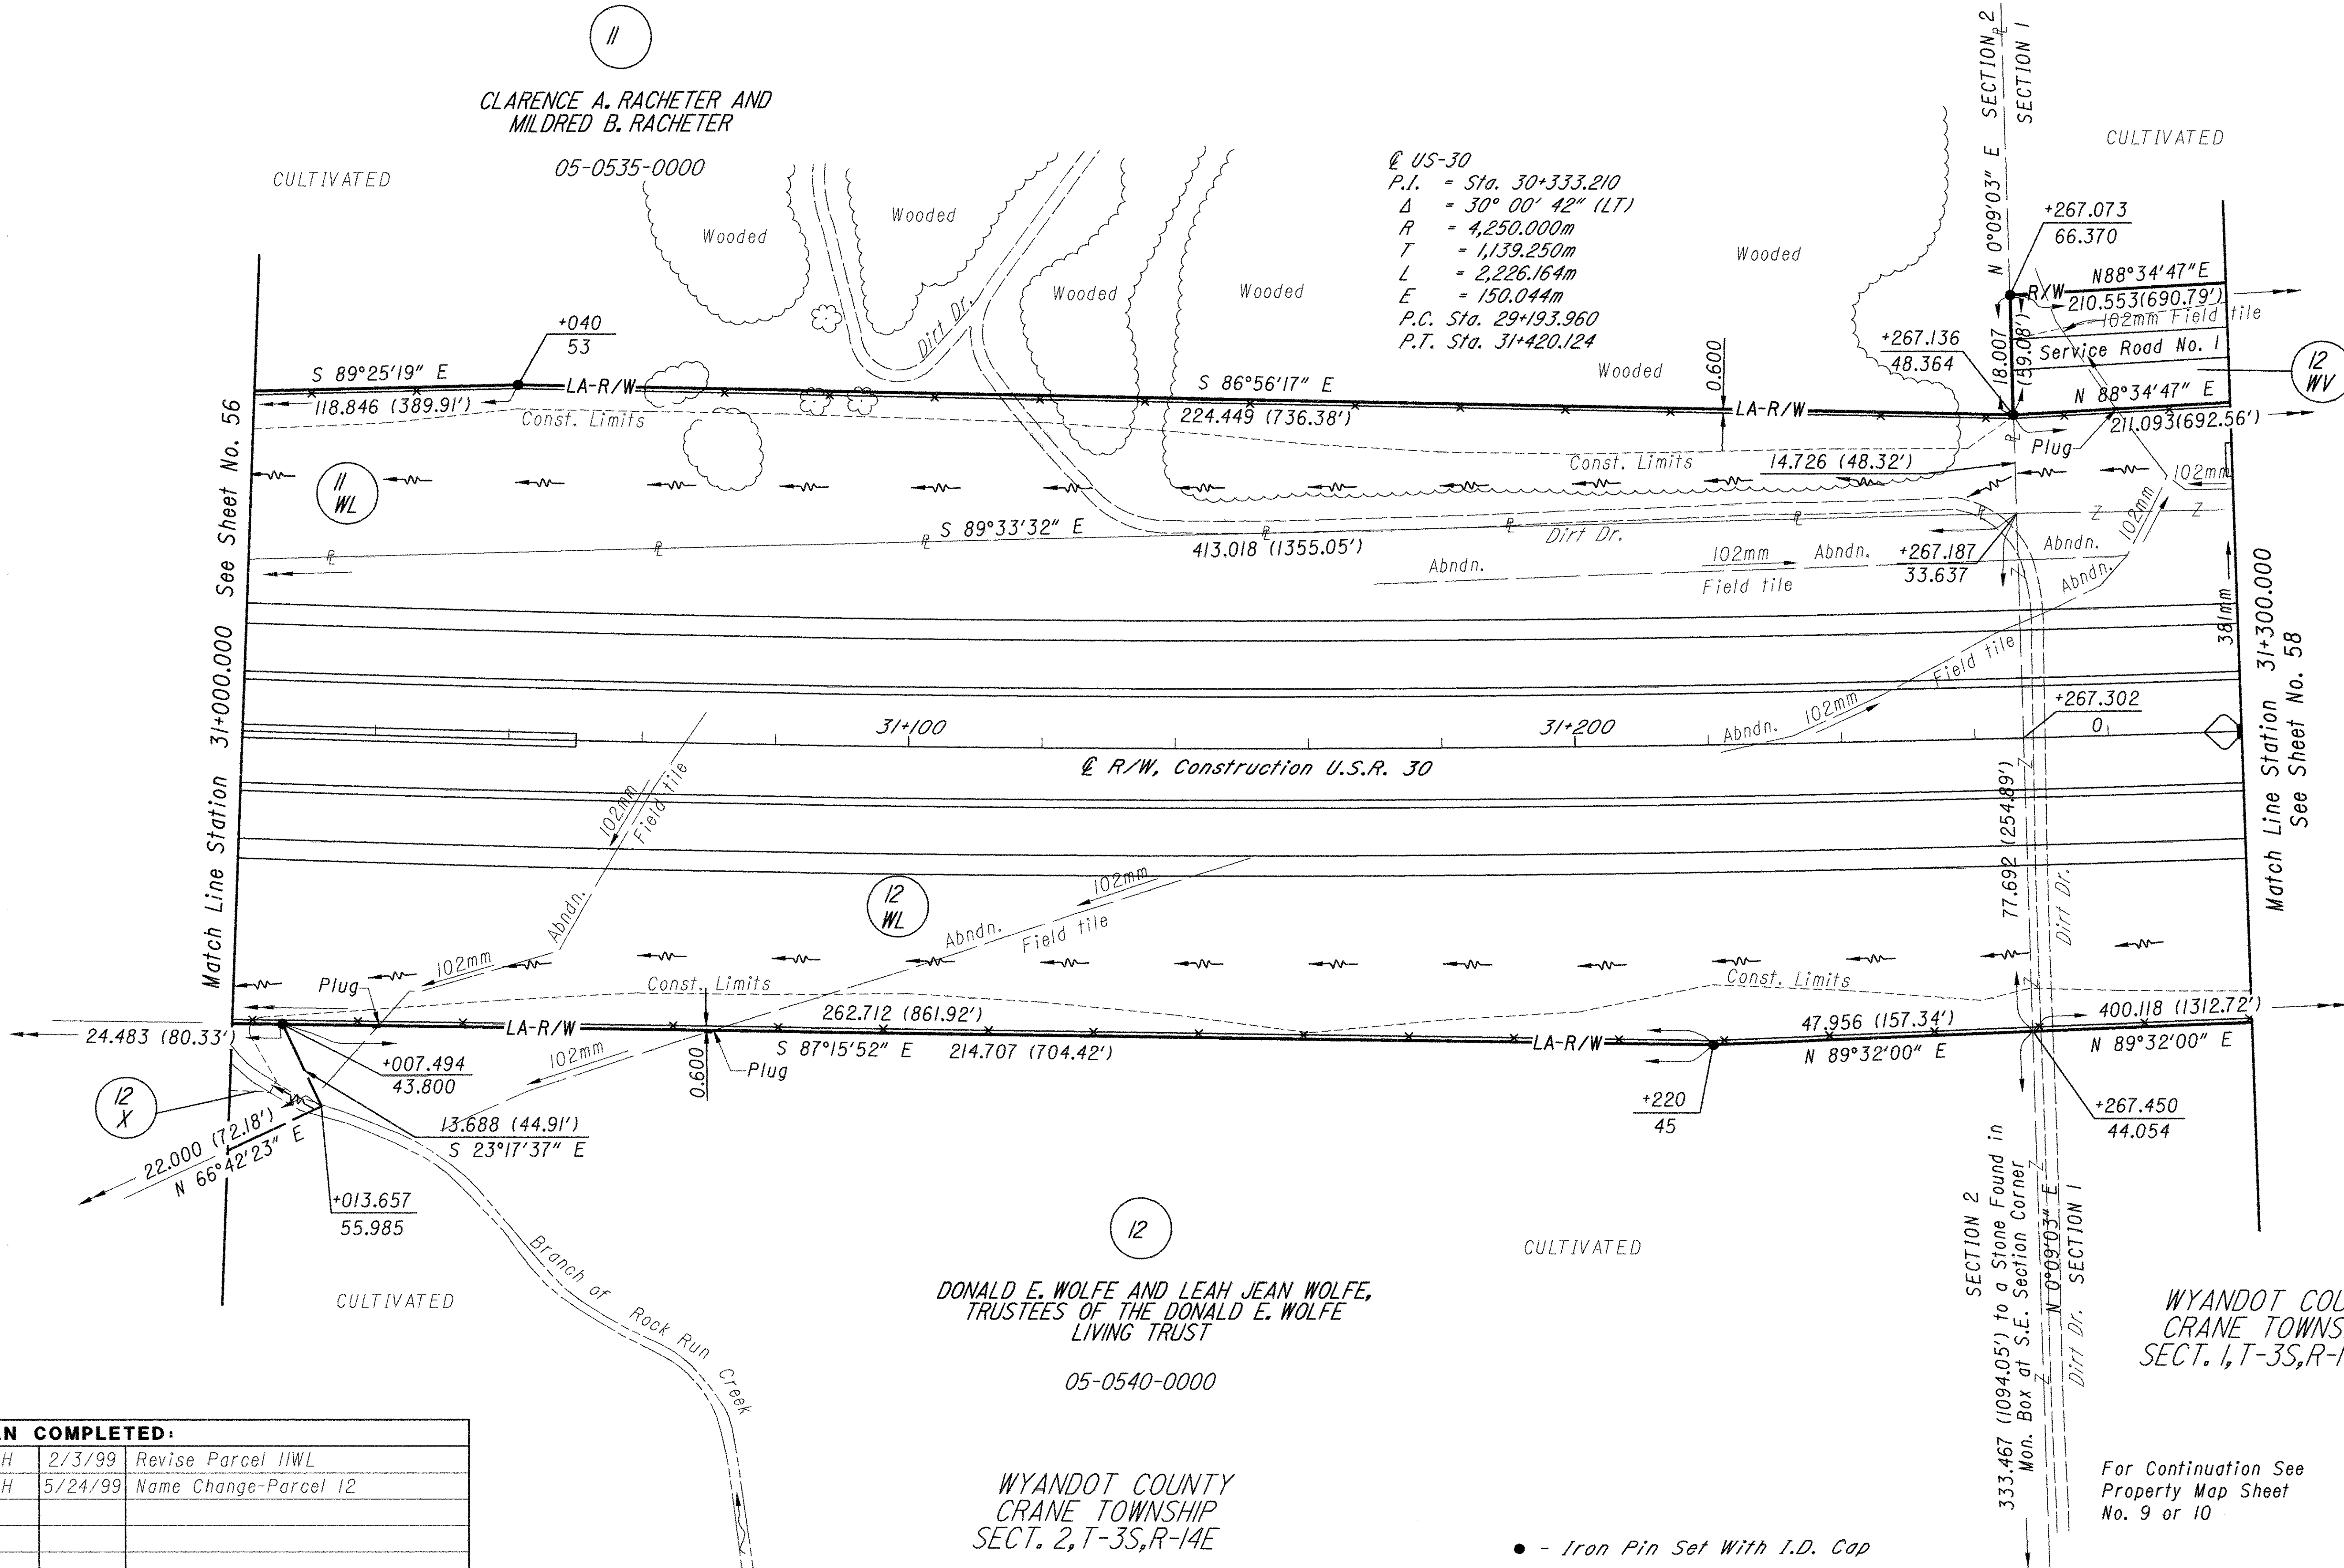 11
CLARENCE A. RACHETER AND
MILDRED B. RACHETER
05-0535-0000
CULTIVATED
Wooded
Wooded
Wooded
Wooded
Wooded
Wooded
Dirt Dr.
℄ US-30
P.I. = Sta. 30+333.210
Δ = 30° 00' 42" (LT)
R = 4,250.000m
T = 1,139.250m
L = 2,226.164m
E = 150.044m
P.C. Sta. 29+193.960
P.T. Sta. 31+420.124
N 0°09'03" E
SECTION 2
SECTION 1
CULTIVATED
+267.073
66.370
N88°34'47"E
R/W
210.553(690.79')
102mm Field tile
Service Road No. 1
18.007
(59.08')
+267.136
48.364
N 88°34'47" E
211.093(692.56')
12
WV
Plug
+040
53
S 89°25'19" E
118.846 (389.91')
LA-R/W
Const. Limits
S 86°56'17" E
224.449 (736.38')
0.600
LA-R/W
Const. Limits
14.726 (48.32')
102mm
102mm
11
WL
S 89°33'32" E
413.018 (1355.05')
Dirt Dr.
Abndn.
102mm
Field tile
Abndn.
+267.187
33.637
Abndn.
Abndn.
Field tile
102mm
Abndn.
381mm
Match Line Station 31+000.000 See Sheet No. 56
Match Line Station 31+300.000
See Sheet No. 58
31+100
31+200
+267.302
0
℄ R/W, Construction U.S.R. 30
102mm
Field tile
Abndn.
102mm
12
WL
102mm
Abndn.
Field tile
77.692 (254.89')
Dirt Dr.
Plug
Const. Limits
Const. Limits
24.483 (80.33')
LA-R/W
262.712 (861.92')
S 87°15'52" E 214.707 (704.42')
LA-R/W
47.956 (157.34')
N 89°32'00" E
400.118 (1312.72')
N 89°32'00" E
+007.494
43.800
102mm
0.600
Plug
12
X
13.688 (44.91')
S 23°17'37" E
22.000 (72.18')
N 66°42'23" E
+013.657
55.985
+220
45
+267.450
44.054
Branch of Rock Run Creek
CULTIVATED
12
DONALD E. WOLFE AND LEAH JEAN WOLFE,
TRUSTEES OF THE DONALD E. WOLFE
LIVING TRUST
05-0540-0000
CULTIVATED
SECTION 2
333.467 (1094.05') to a Stone Found in
Mon. Box at S.E. Section Corner
N 0°09'03" E
Dirt Dr. SECTION 1
WYANDOT COU
CRANE TOWNS
SECT. 1, T-3S, R-1
WYANDOT COUNTY
CRANE TOWNSHIP
SECT. 2, T-3S, R-14E
For Continuation See
Property Map Sheet
No. 9 or 10
● - Iron Pin Set With I.D. Cap
AN COMPLETED:
H 2/3/99 Revise Parcel 11WL
H 5/24/99 Name Change-Parcel 12